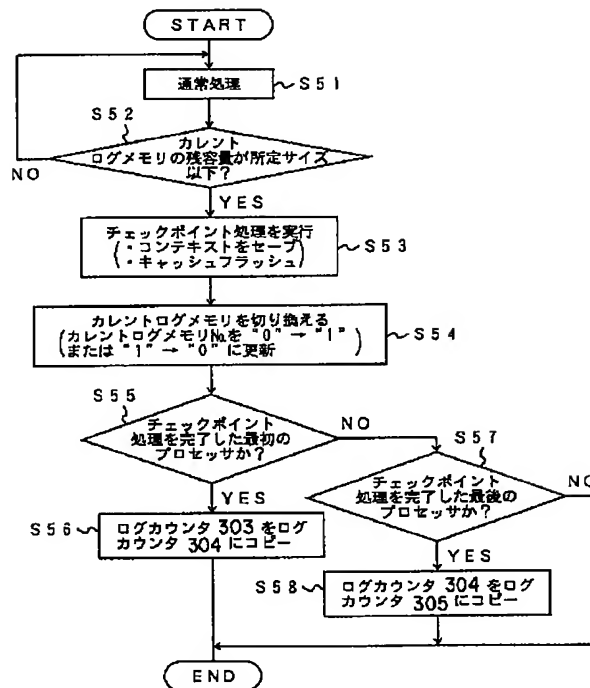 START
通常処理
S51
S52
カレント
ログメモリの残容量が所定サイズ
以下?
NO
YES
チェックポイント処理を実行
(・コンテキストをセーブ)
(・キャッシュフラッシュ)
S53
カレントログメモリを切り換える
(カレントログメモリ№を "0" → "1")
(または "1" → "0" に更新)
S54
S55
チェックポイント
処理を完了した最初の
プロセッサか?
NO
YES
S56
ログカウンタ 303 をログ
カウンタ 304 にコピー
S57
チェックポイント
処理を完了した最後の
プロセッサか?
NO
YES
S58
ログカウンタ 304 をログ
カウンタ 305 にコピー
END